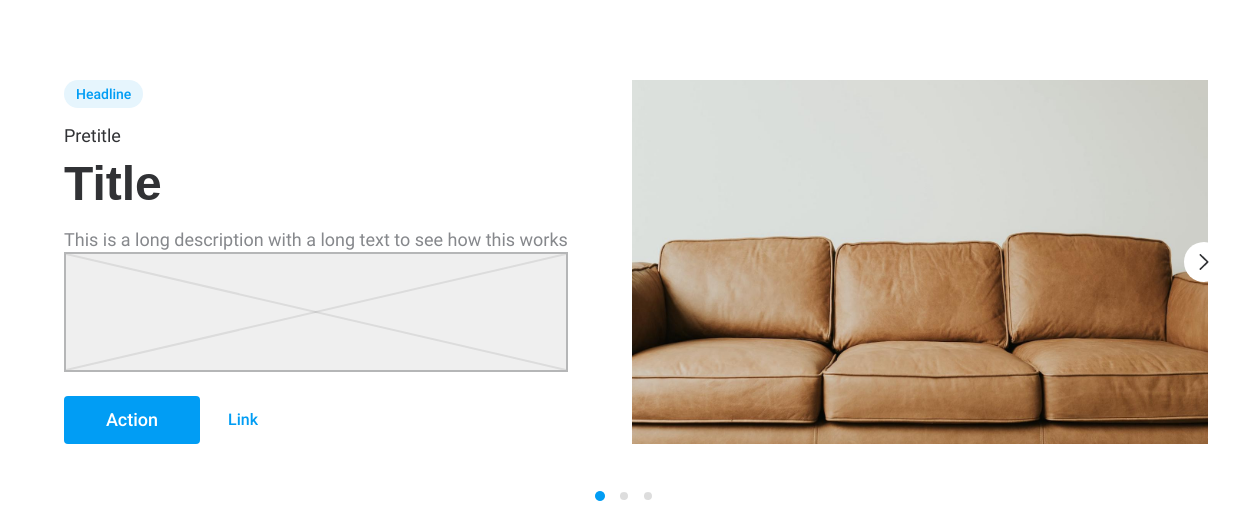 Headline
Pretitle
Title
This is a long description with a long text to see how this works
Action
Link